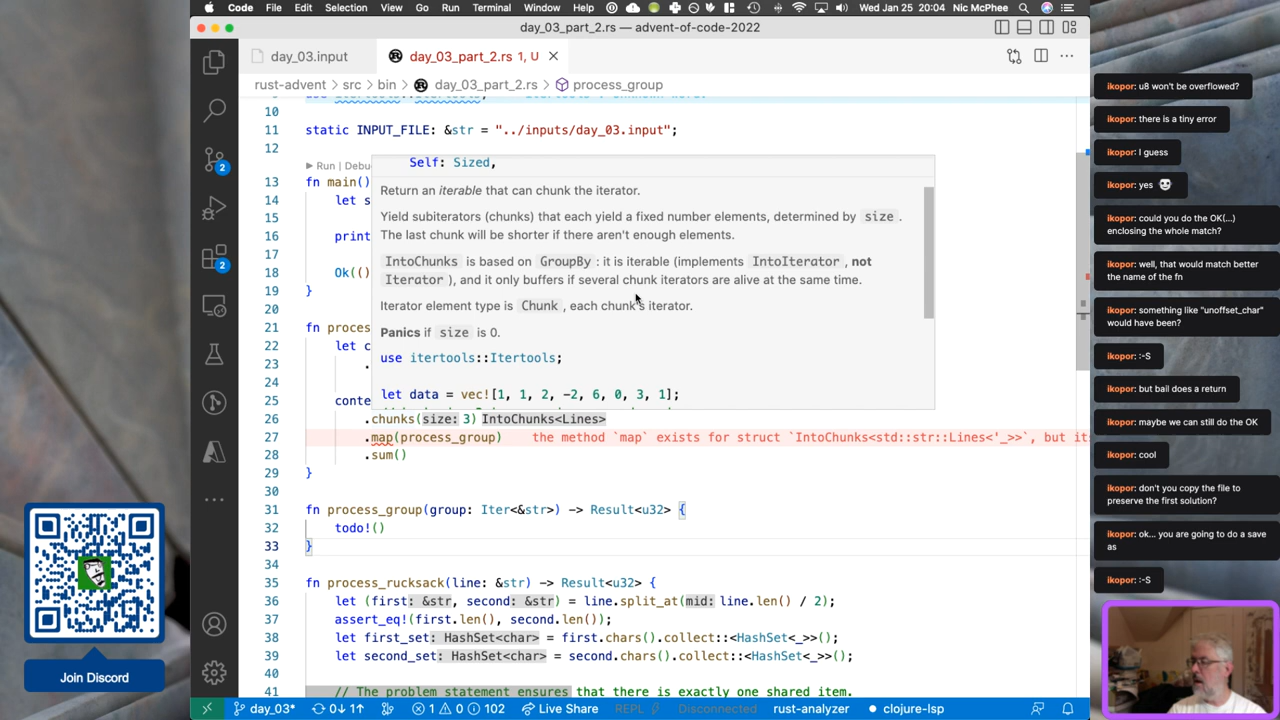 Code File Edit Selection View Go Run Terminal Window Help Wed Jan 25 20:04 Nic McPhee
day_03_part_2.rs — advent-of-code-2022
day_03.input
day_03_part_2.rs 1, U
rust-advent > src > bin > day_03_part_2.rs > process_group
10
11 static INPUT_FILE: &str = "../inputs/day_03.input";
12
Run | Debu
13 fn main()
14 let s
15
16 print
17
18 Ok(()
19 }
20
21 fn proces
22 let c
23 .
24
25 conte
Self: Sized,
Return an iterable that can chunk the iterator.
Yield subiterators (chunks) that each yield a fixed number elements, determined by size .
The last chunk will be shorter if there aren't enough elements.
IntoChunks is based on GroupBy : it is iterable (implements IntoIterator , not
Iterator ), and it only buffers if several chunk iterators are alive at the same time.
Iterator element type is Chunk , each chunk's iterator.
Panics if size is 0.
use itertools::Itertools;
let data = vec![1, 1, 2, -2, 6, 0, 3, 1];
26 .chunks(size: 3) IntoChunks<Lines>
27 .map(process_group) the method `map` exists for struct `IntoChunks<std::str::Lines<'_>>`, but its
28 .sum()
29 }
30
31 fn process_group(group: Iter<&str>) -> Result<u32> {
32 todo!()
33 }
34
35 fn process_rucksack(line: &str) -> Result<u32> {
36 let (first: &str, second: &str) = line.split_at(mid: line.len() / 2);
37 assert_eq!(first.len(), second.len());
38 let first_set: HashSet<char> = first.chars().collect::<HashSet<_>>();
39 let second_set: HashSet<char> = second.chars().collect::<HashSet<_>>();
40
41 // The problem statement ensures that there is exactly one shared item.
2
2
day_03* 0↓ 1↑ 1 0 102 Live Share REPL Disconnected rust-analyzer clojure-lsp
Join Discord
ikopor: u8 won't be overflowed?
ikopor: there is a tiny error
ikopor: I guess
ikopor: yes
ikopor: could you do the OK(...)
enclosing the whole match?
ikopor: well, that would match better
the name of the fn
ikopor: something like "unoffset_char"
would have been?
ikopor: :-S
ikopor: but bail does a return
ikopor: maybe we can still do the OK
ikopor: cool
ikopor: don't you copy the file to
preserve the first solution?
ikopor: ok... you are going to do a save
as
ikopor: :-S